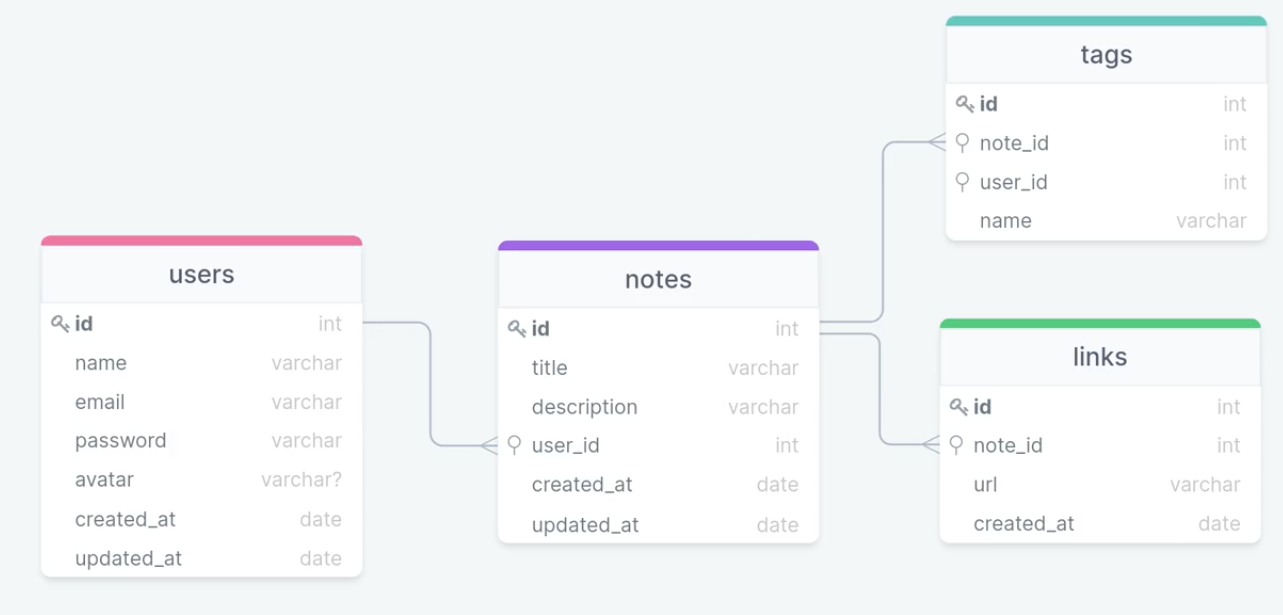 users
id int
name varchar
email varchar
password varchar
avatar varchar?
created_at date
updated_at date
notes
id int
title varchar
description varchar
user_id int
created_at date
updated_at date
tags
id int
note_id int
user_id int
name varchar
links
id int
note_id int
url varchar
created_at date